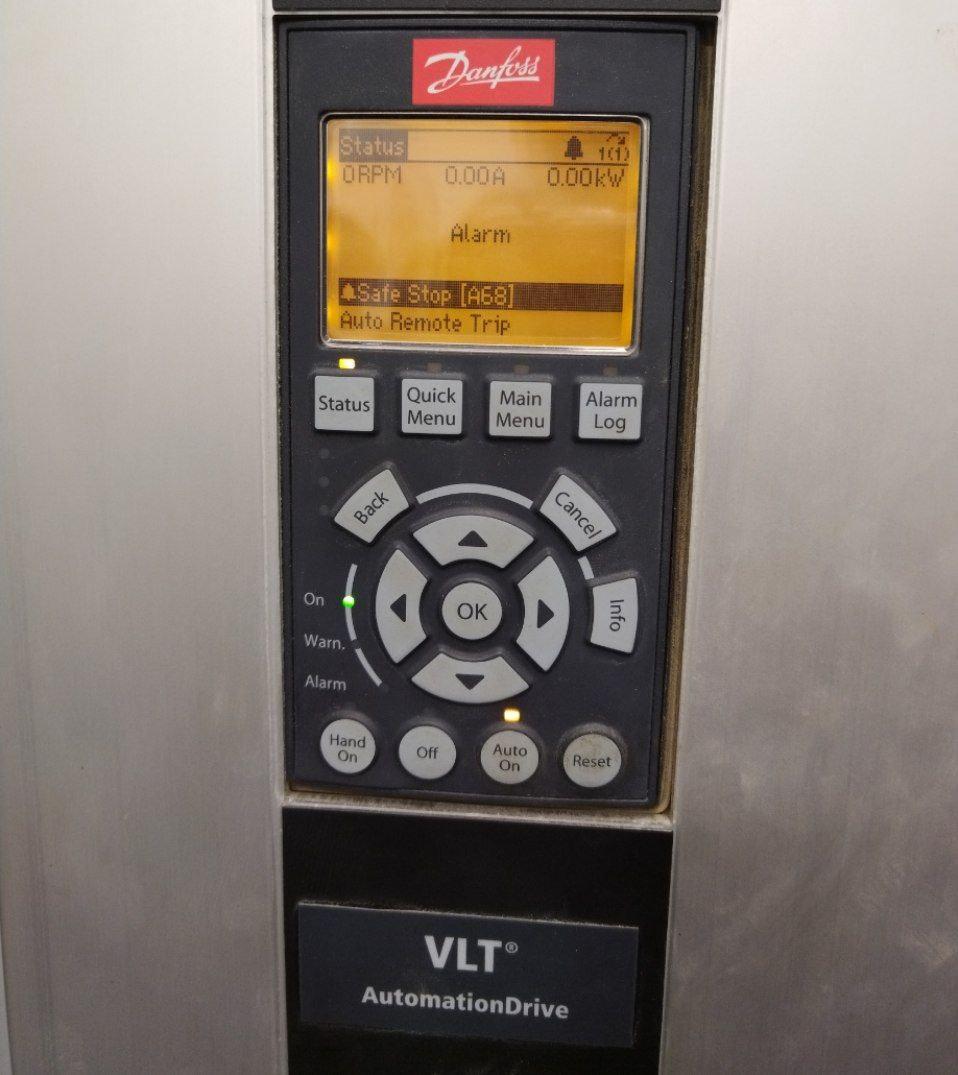 Danfoss
Status 1(1)
0RPM 0.00A 0.00kW
Alarm
Safe Stop [A68]
Auto Remote Trip
Status
Quick Menu
Main Menu
Alarm Log
Back
Cancel
On
OK
Info
Warn.
Alarm
Hand On
Off
Auto On
Reset
VLT®
AutomationDrive